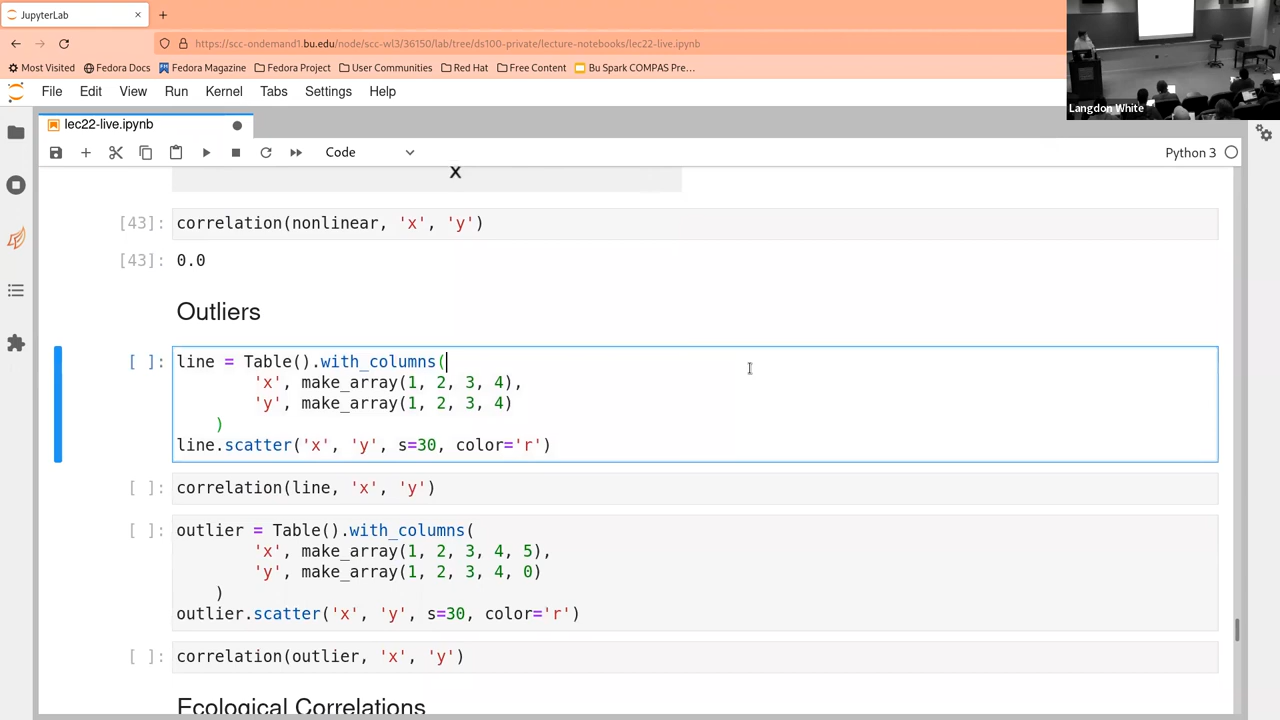 JupyterLab
https://scc-ondemand1.bu.edu/node/scc-wl3/36150/lab/tree/ds100-private/lecture-notebooks/lec22-live.ipynb
Most Visited Fedora Docs Fedora Magazine Fedora Project User Communities Red Hat Free Content Bu Spark COMPAS Pre…
Langdon White
File Edit View Run Kernel Tabs Settings Help
lec22-live.ipynb
Code Python 3
x
[43]: correlation(nonlinear, 'x', 'y')
[43]: 0.0
Outliers
[ ]: line = Table().with_columns(
'x', make_array(1, 2, 3, 4),
'y', make_array(1, 2, 3, 4)
)
line.scatter('x', 'y', s=30, color='r')
[ ]: correlation(line, 'x', 'y')
[ ]: outlier = Table().with_columns(
'x', make_array(1, 2, 3, 4, 5),
'y', make_array(1, 2, 3, 4, 0)
)
outlier.scatter('x', 'y', s=30, color='r')
[ ]: correlation(outlier, 'x', 'y')
Ecological Correlations